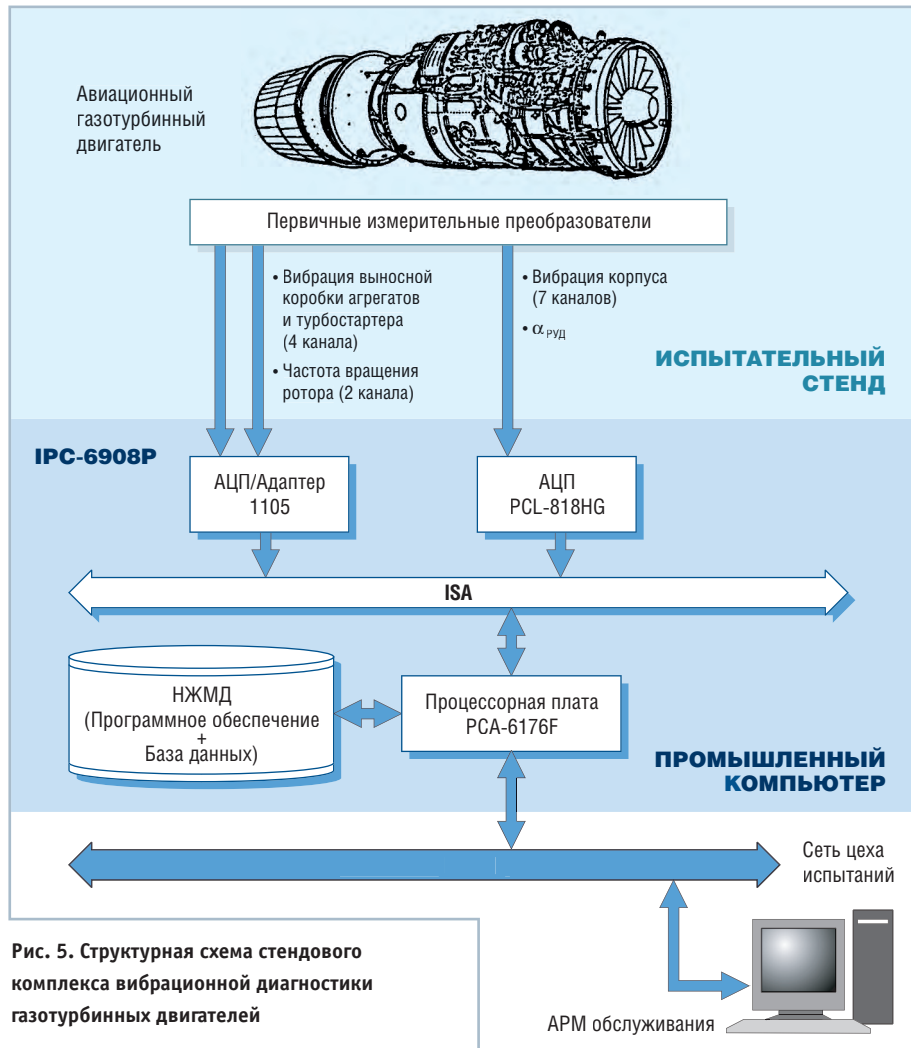 Авиационный
газотурбинный
двигатель
Первичные измерительные преобразователи
• Вибрация выносной
коробки агрегатов
и турбостартера
(4 канала)
• Частота вращения
ротора (2 канала)
• Вибрация корпуса
(7 каналов)
• α РУД
ИСПЫТАТЕЛЬНЫЙ
СТЕНД
IPC-6908P
АЦП/Адаптер
1105
АЦП
PCL-818HG
ISA
НЖМД
(Программное обеспечение
+
База данных)
Процессорная плата
PCA-6176F
ПРОМЫШЛЕННЫЙ
КОМПЬЮТЕР
Сеть цеха
испытаний
АРМ обслуживания
Рис. 5. Структурная схема стендового
комплекса вибрационной диагностики
газотурбинных двигателей